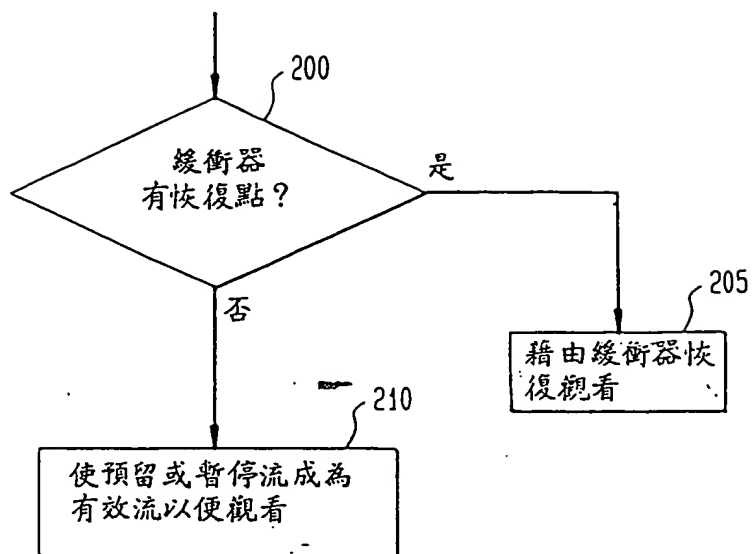 200
緩衝器
有恢復點？
是
否
205
藉由緩衝器恢
復觀看
210
使預留或暫停流成為
有效流以便觀看